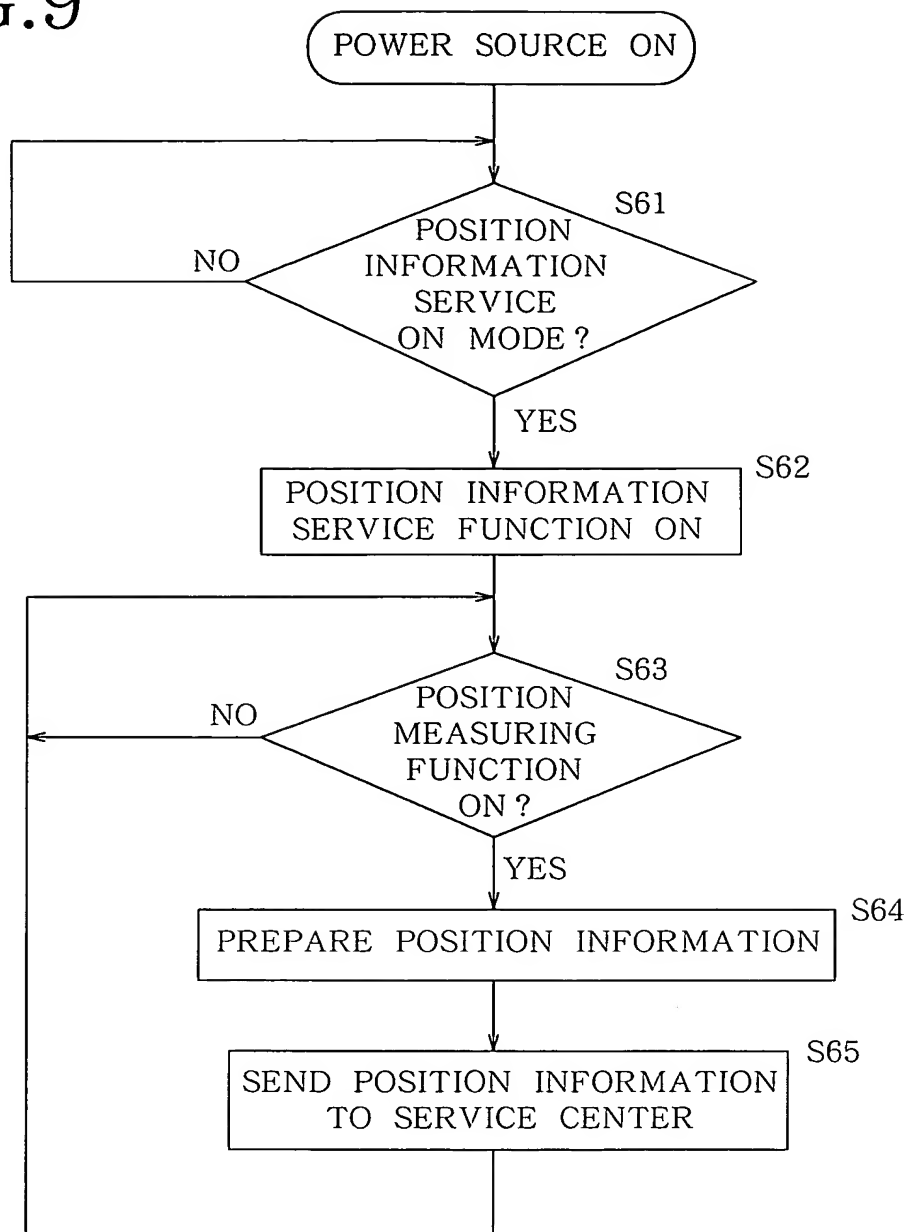 G.9
POWER SOURCE ON
S61
POSITION
INFORMATION
SERVICE
ON MODE?
NO
YES
S62
POSITION INFORMATION
SERVICE FUNCTION ON
S63
POSITION
MEASURING
FUNCTION
ON?
NO
YES
S64
PREPARE POSITION INFORMATION
S65
SEND POSITION INFORMATION
TO SERVICE CENTER